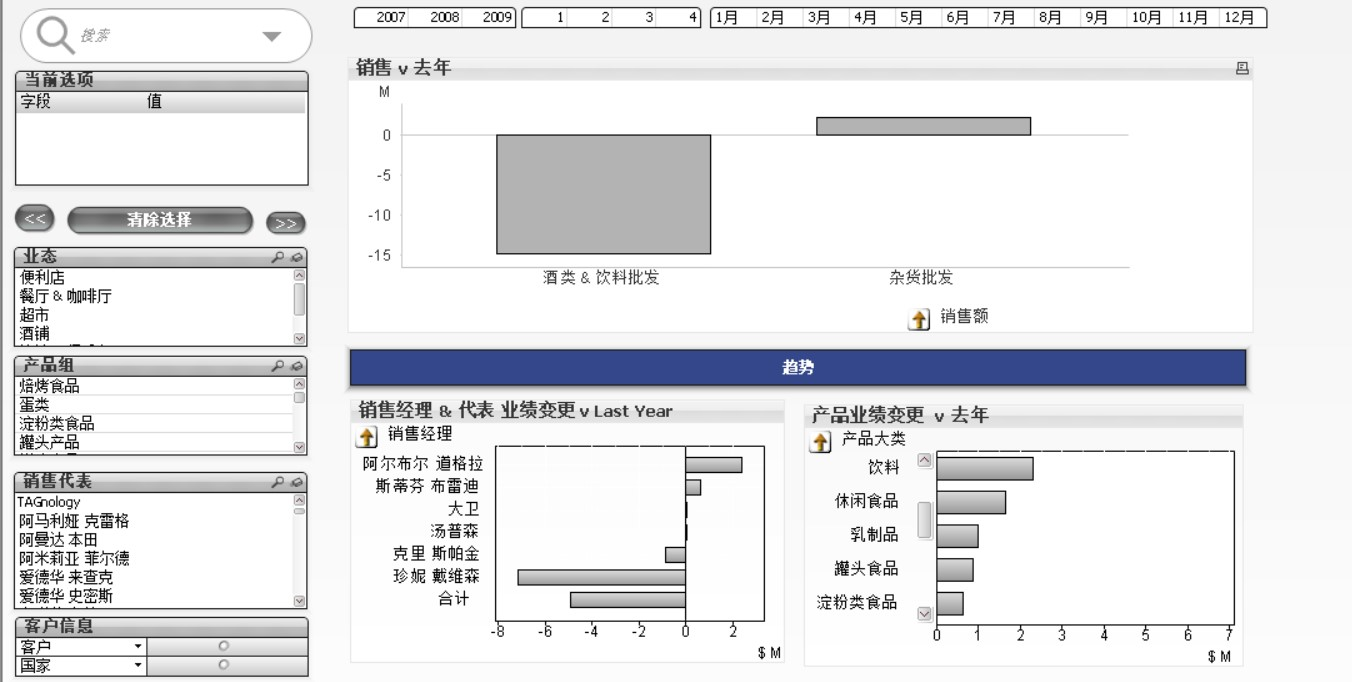 搜索
2007 2008 2009 1 2 3 4 1月 2月 3月 4月 5月 6月 7月 8月 9月 10月 11月 12月
当前选项
字段 值
<< 清除选择 >>
业态
便利店
餐厅 & 咖啡厅
超市
酒铺
产品组
焙烤食品
蛋类
淀粉类食品
罐头产品
销售代表
TAGnology
阿马利娅 克雷格
阿曼达 本田
阿米莉亚 菲尔德
爱德华 来查克
爱德华 史密斯
客户信息
客户
国家
销售 v 去年
M
0
-5
-10
-15
酒类 & 饮料批发 杂货批发
销售额
趋势
销售经理 & 代表 业绩变更 v Last Year
销售经理
阿尔布尔 道格拉
斯蒂芬 布雷迪
大卫
汤普森
克里 斯帕金
珍妮 戴维森
合计
-8 -6 -4 -2 0 2
$ M
产品业绩变更 v 去年
产品大类
饮料
休闲食品
乳制品
罐头食品
淀粉类食品
0 1 2 3 4 5 6 7
$ M